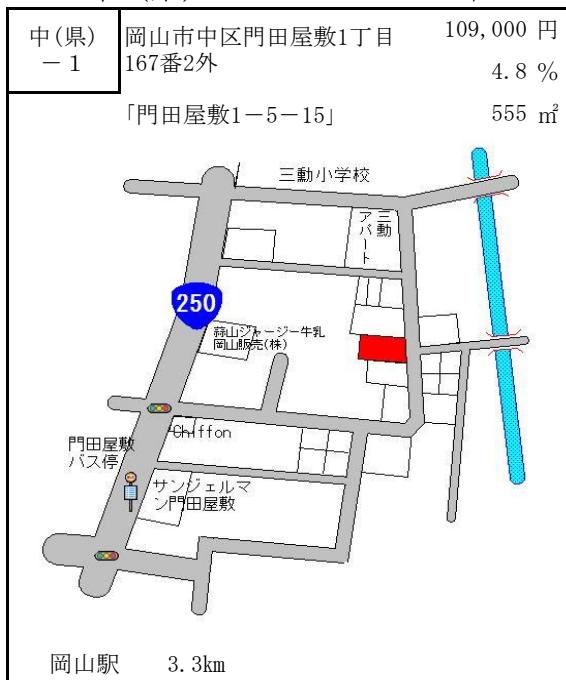 中(県)
－1
岡山市中区門田屋敷1丁目
167番2外
109,000 円
4.8 %
「門田屋敷1－5－15」
555 ㎡
三動小学校
三動
アパート
250
蒜山ジャージー牛乳
岡山販売(株)
Chiffon
門田屋敷
バス停
サンジェルマ
ン門田屋敷
岡山駅 3.3km